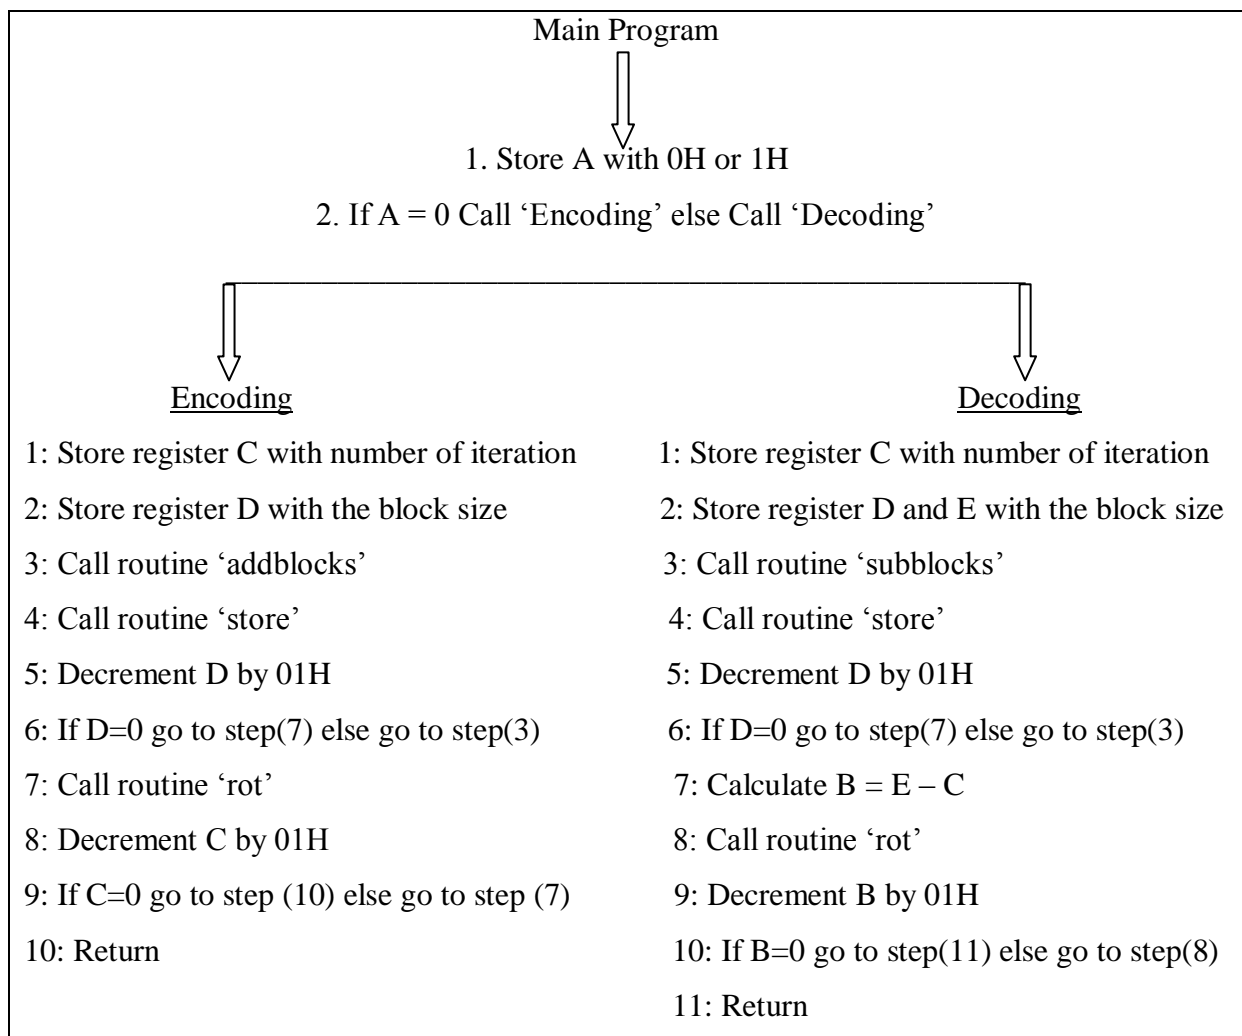 Main Program
1. Store A with 0H or 1H
2. If A = 0 Call ‘Encoding’ else Call ‘Decoding’
Encoding
1: Store register C with number of iteration
2: Store register D with the block size
3: Call routine ‘addblocks’
4: Call routine ‘store’
5: Decrement D by 01H
6: If D=0 go to step(7) else go to step(3)
7: Call routine ‘rot’
8: Decrement C by 01H
9: If C=0 go to step (10) else go to step (7)
10: Return
Decoding
1: Store register C with number of iteration
2: Store register D and E with the block size
3: Call routine ‘subblocks’
4: Call routine ‘store’
5: Decrement D by 01H
6: If D=0 go to step(7) else go to step(3)
7: Calculate B = E – C
8: Call routine ‘rot’
9: Decrement B by 01H
10: If B=0 go to step(11) else go to step(8)
11: Return